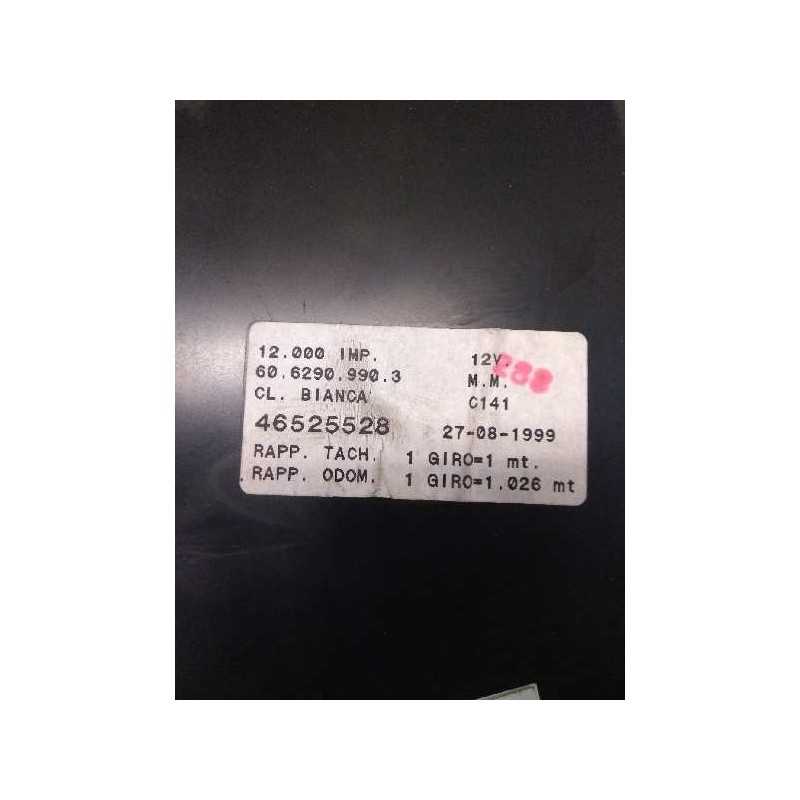 12.000 IMP. 12V.
60.6290.990.3 M.M.
CL. BIANCA C141
46525528 27-08-1999
RAPP. TACH. 1 GIRO=1 mt.
RAPP. ODOM. 1 GIRO=1.026 mt